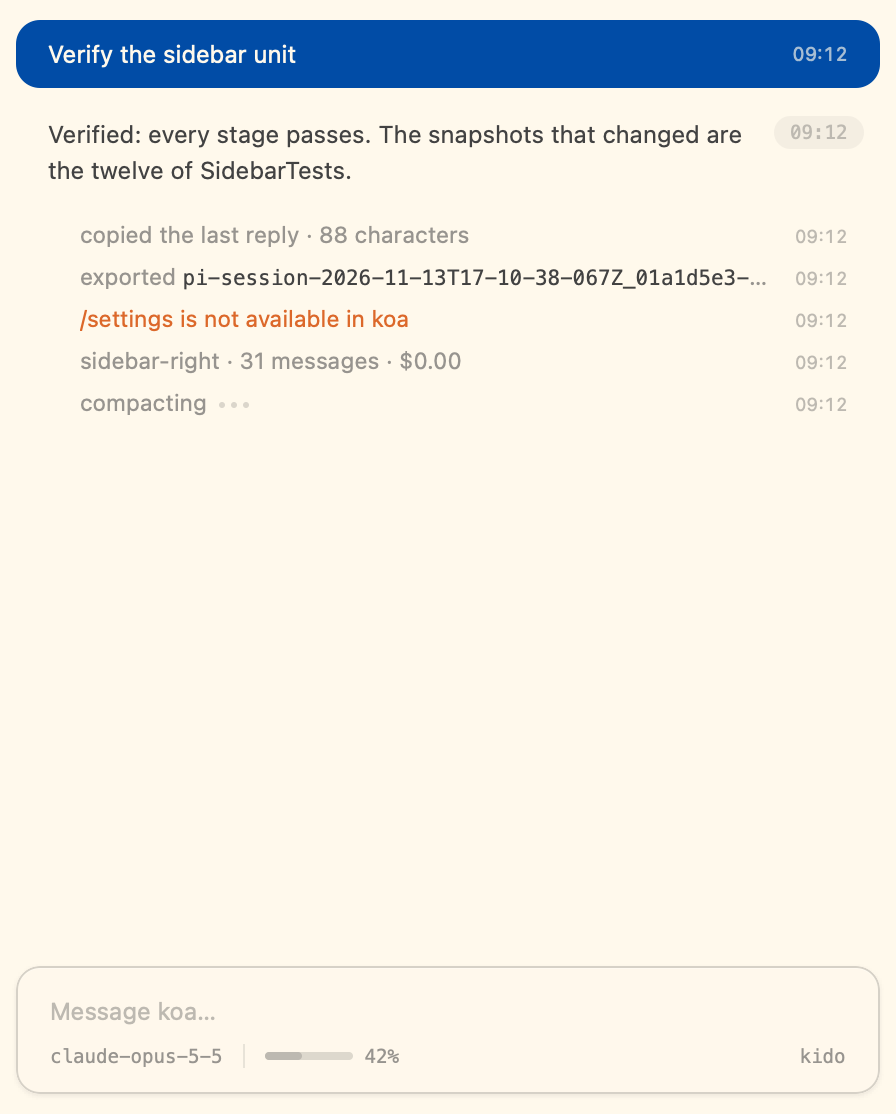 Verify the sidebar unit 09:12
Verified: every stage passes. The snapshots that changed are 09:12
the twelve of SidebarTests.
copied the last reply · 88 characters 09:12
exported pi-session-2026-11-13T17-10-38-067Z_01a1d5e3-… 09:12
/settings is not available in koa 09:12
sidebar-right · 31 messages · $0.00 09:12
compacting 09:12
Message koa…
claude-opus-5-5 42% kido